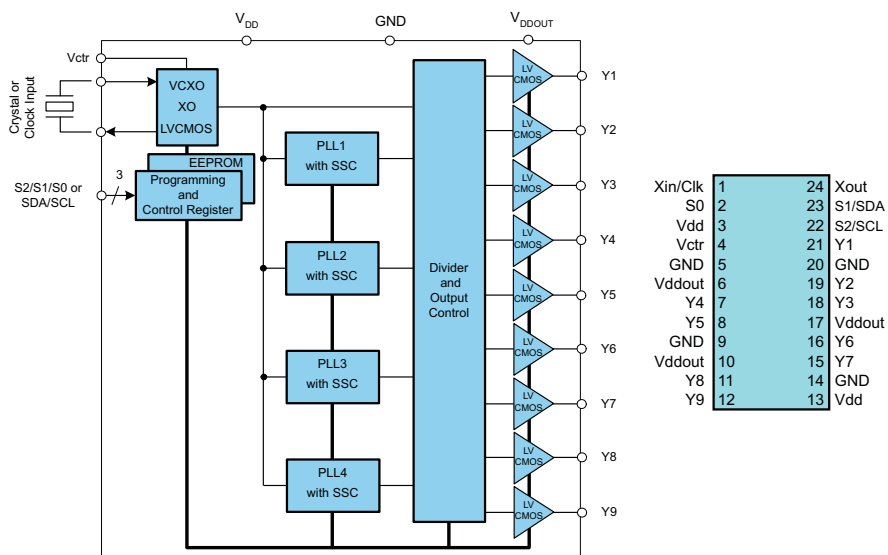 V_DD
GND
V_DDOUT
Vctr
Crystal or
Clock Input
VCXO
XO
LVCMOS
EEPROM
Programming
and
Control Register
S2/S1/S0 or
SDA/SCL
3
PLL1
with SSC
PLL2
with SSC
PLL3
with SSC
PLL4
with SSC
Divider
and
Output
Control
LV
CMOS
Y1
LV
CMOS
Y2
LV
CMOS
Y3
LV
CMOS
Y4
LV
CMOS
Y5
LV
CMOS
Y6
LV
CMOS
Y7
LV
CMOS
Y8
LV
CMOS
Y9
Xin/Clk 1 24 Xout
S0 2 23 S1/SDA
Vdd 3 22 S2/SCL
Vctr 4 21 Y1
GND 5 20 GND
Vddout 6 19 Y2
Y4 7 18 Y3
Y5 8 17 Vddout
GND 9 16 Y6
Vddout 10 15 Y7
Y8 11 14 GND
Y9 12 13 Vdd